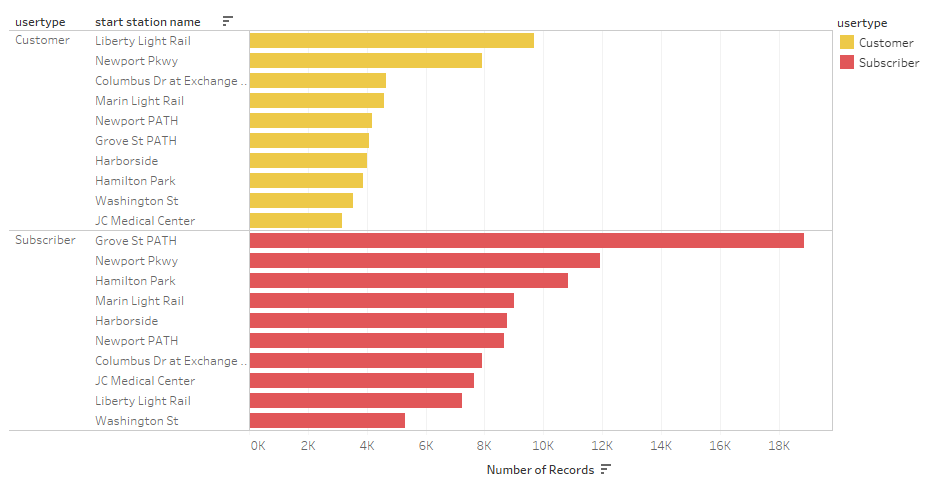 usertype start station name
Customer Liberty Light Rail
Newport Pkwy
Columbus Dr at Exchange ..
Marin Light Rail
Newport PATH
Grove St PATH
Harborside
Hamilton Park
Washington St
JC Medical Center
Subscriber Grove St PATH
Newport Pkwy
Hamilton Park
Marin Light Rail
Harborside
Newport PATH
Columbus Dr at Exchange ..
JC Medical Center
Liberty Light Rail
Washington St
0K 2K 4K 6K 8K 10K 12K 14K 16K 18K
Number of Records
usertype
Customer
Subscriber